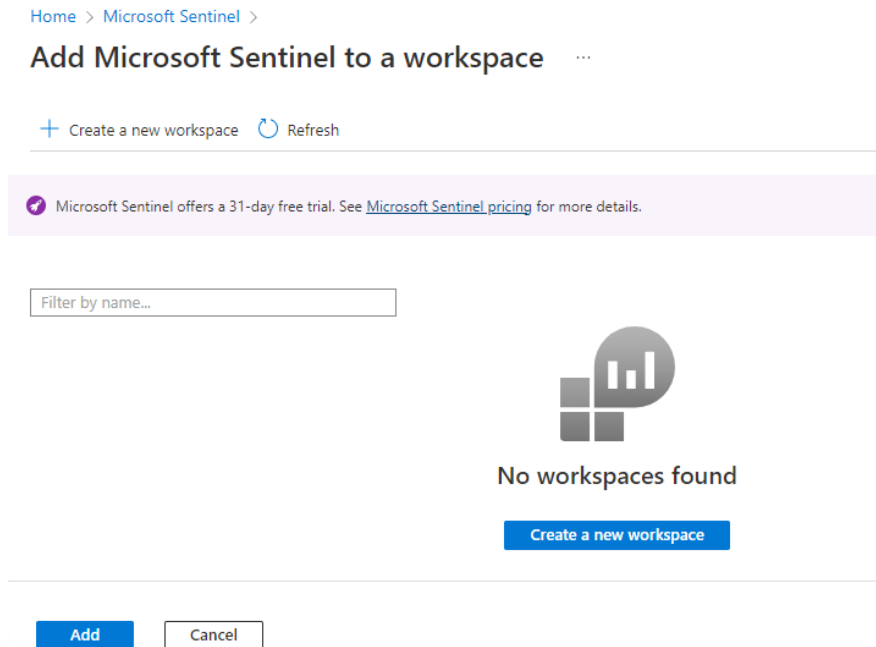 Home > Microsoft Sentinel >
Add Microsoft Sentinel to a workspace ...
+ Create a new workspace Refresh
Microsoft Sentinel offers a 31-day free trial. See Microsoft Sentinel pricing for more details.
Filter by name...
No workspaces found
Create a new workspace
Add Cancel